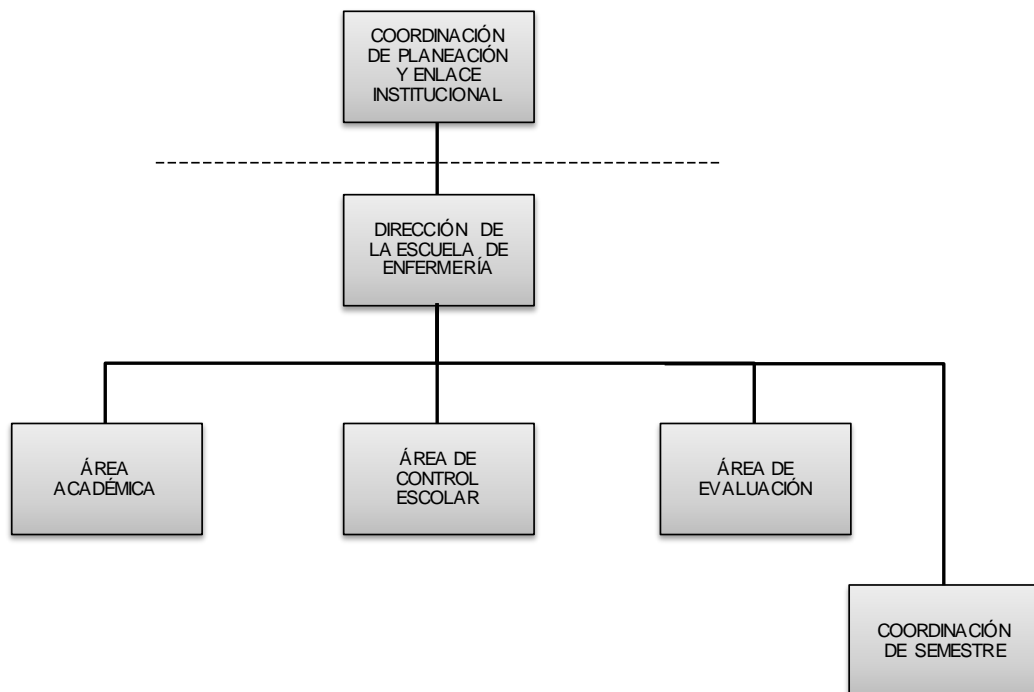 COORDINACIÓN
DE PLANEACIÓN
Y ENLACE
INSTITUCIONAL
DIRECCIÓN DE
LA ESCUELA DE
ENFERMERÍA
ÁREA
ACADÉMICA
ÁREA DE
CONTROL
ESCOLAR
ÁREA DE
EVALUACIÓN
COORDINACIÓN
DE SEMESTRE